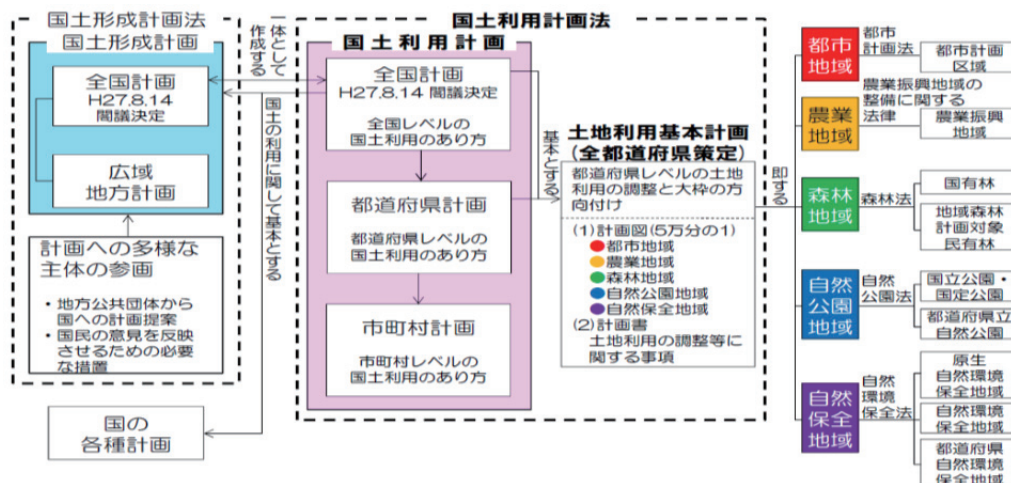 国土形成計画法
国土形成計画
全国計画
H27.8.14
閣議決定
広域
地方計画
計画への多様な
主体の参画
・地方公共団体から
国への計画提案
・国民の意見を反映
させるための必要
な措置
国の
各種計画
一体として
作成する
国土の利用に関して基本とする
国土利用計画法
国土利用計画
全国計画
H27.8.14 閣議決定
全国レベルの
国土利用のあり方
都道府県計画
都道府県レベルの
国土利用のあり方
市町村計画
市町村レベルの
国土利用のあり方
基本とする
土地利用基本計画
(全都道府県策定)
都道府県レベルの土地
利用の調整と大枠の方
向付け
(1)計画図(5万分の1)
●都市地域
●農業地域
●森林地域
●自然公園地域
●自然保全地域
(2)計画書
土地利用の調整等に
関する事項
即する
都市
地域
都市
計画法
都市計画
区域
農業
地域
農業振興地域の
整備に関する
法律
農業振興
地域
森林
地域
森林法
国有林
地域森林
計画対象
民有林
自然
公園
地域
自然
公園法
国立公園・
国定公園
都道府県立
自然公園
自然
保全
地域
自然
環境
保全法
原生
自然環境
保全地域
自然環境
保全地域
都道府県
自然環境
保全地域